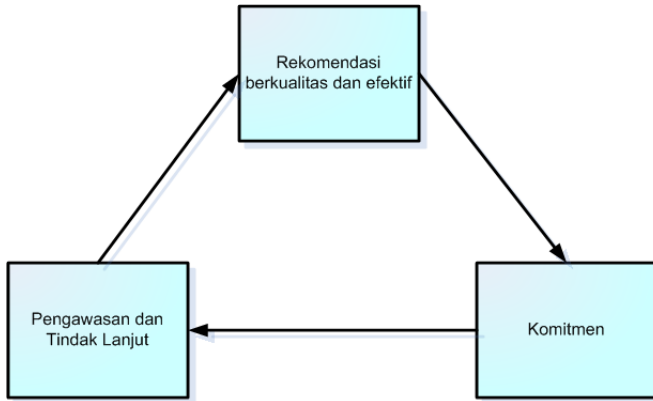 Rekomendasi
berkualitas dan efektif
Pengawasan dan
Tindak Lanjut
Komitmen